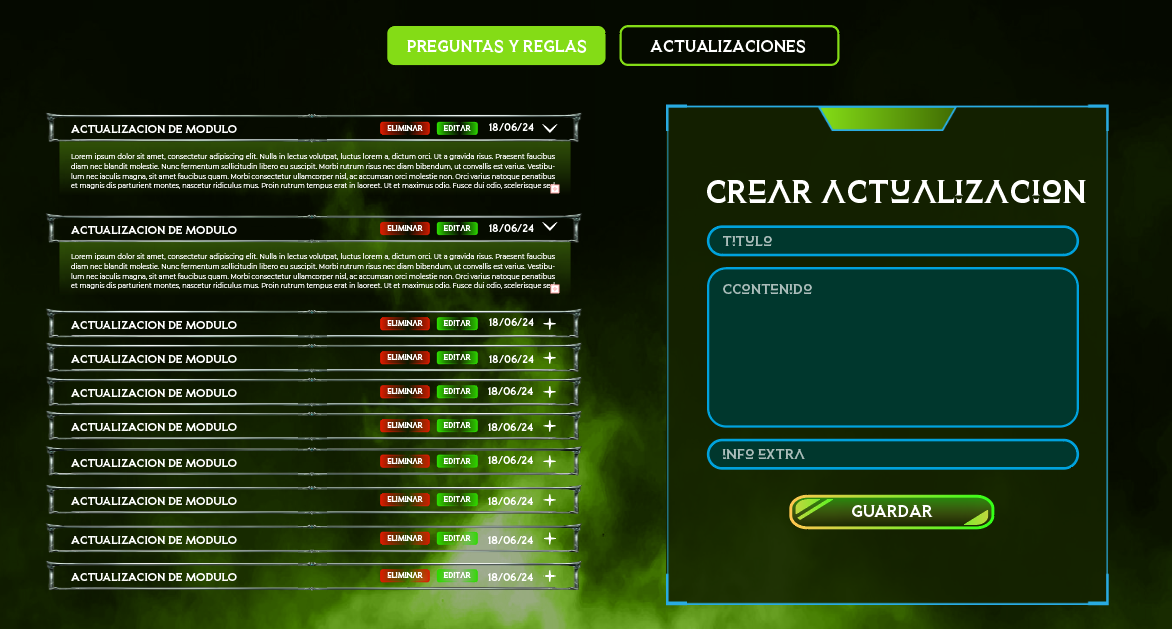 PREGUNTAS Y REGLAS
ACTUALIZACIONES
ACTUALIZACION DE MODULO ELIMINAR EDITAR 18/06/24
Lorem ipsum dolor sit amet, consectetur adipiscing elit. Nulla in lectus volutpat, luctus lorem a, dictum orci. Ut a gravida risus. Praesent faucibus
diam nec blandit molestie. Nunc fermentum sollicitudin libero eu suscipit. Morbi rutrum risus nec diam bibendum, ut convallis est varius. Vestibu-
lum nec iaculis magna, sit amet faucibus quam. Morbi consectetur ullamcorper nisl, ac accumsan orci molestie non. Orci varius natoque penatibus
et magnis dis parturient montes, nascetur ridiculus mus. Proin rutrum tempus erat in laoreet. Ut et maximus odio. Fusce dui odio, scelerisque sed
ACTUALIZACION DE MODULO ELIMINAR EDITAR 18/06/24
Lorem ipsum dolor sit amet, consectetur adipiscing elit. Nulla in lectus volutpat, luctus lorem a, dictum orci. Ut a gravida risus. Praesent faucibus
diam nec blandit molestie. Nunc fermentum sollicitudin libero eu suscipit. Morbi rutrum risus nec diam bibendum, ut convallis est varius. Vestibu-
lum nec iaculis magna, sit amet faucibus quam. Morbi consectetur ullamcorper nisl, ac accumsan orci molestie non. Orci varius natoque penatibus
et magnis dis parturient montes, nascetur ridiculus mus. Proin rutrum tempus erat in laoreet. Ut et maximus odio. Fusce dui odio, scelerisque sed
ACTUALIZACION DE MODULO ELIMINAR EDITAR 18/06/24
ACTUALIZACION DE MODULO ELIMINAR EDITAR 18/06/24
ACTUALIZACION DE MODULO ELIMINAR EDITAR 18/06/24
ACTUALIZACION DE MODULO ELIMINAR EDITAR 18/06/24
ACTUALIZACION DE MODULO ELIMINAR EDITAR 18/06/24
ACTUALIZACION DE MODULO ELIMINAR EDITAR 18/06/24
ACTUALIZACION DE MODULO ELIMINAR EDITAR 18/06/24
ACTUALIZACION DE MODULO ELIMINAR EDITAR 18/06/24
CREAR ACTUALIZACION
TITULO
CCONTENIDO
INFO EXTRA
GUARDAR